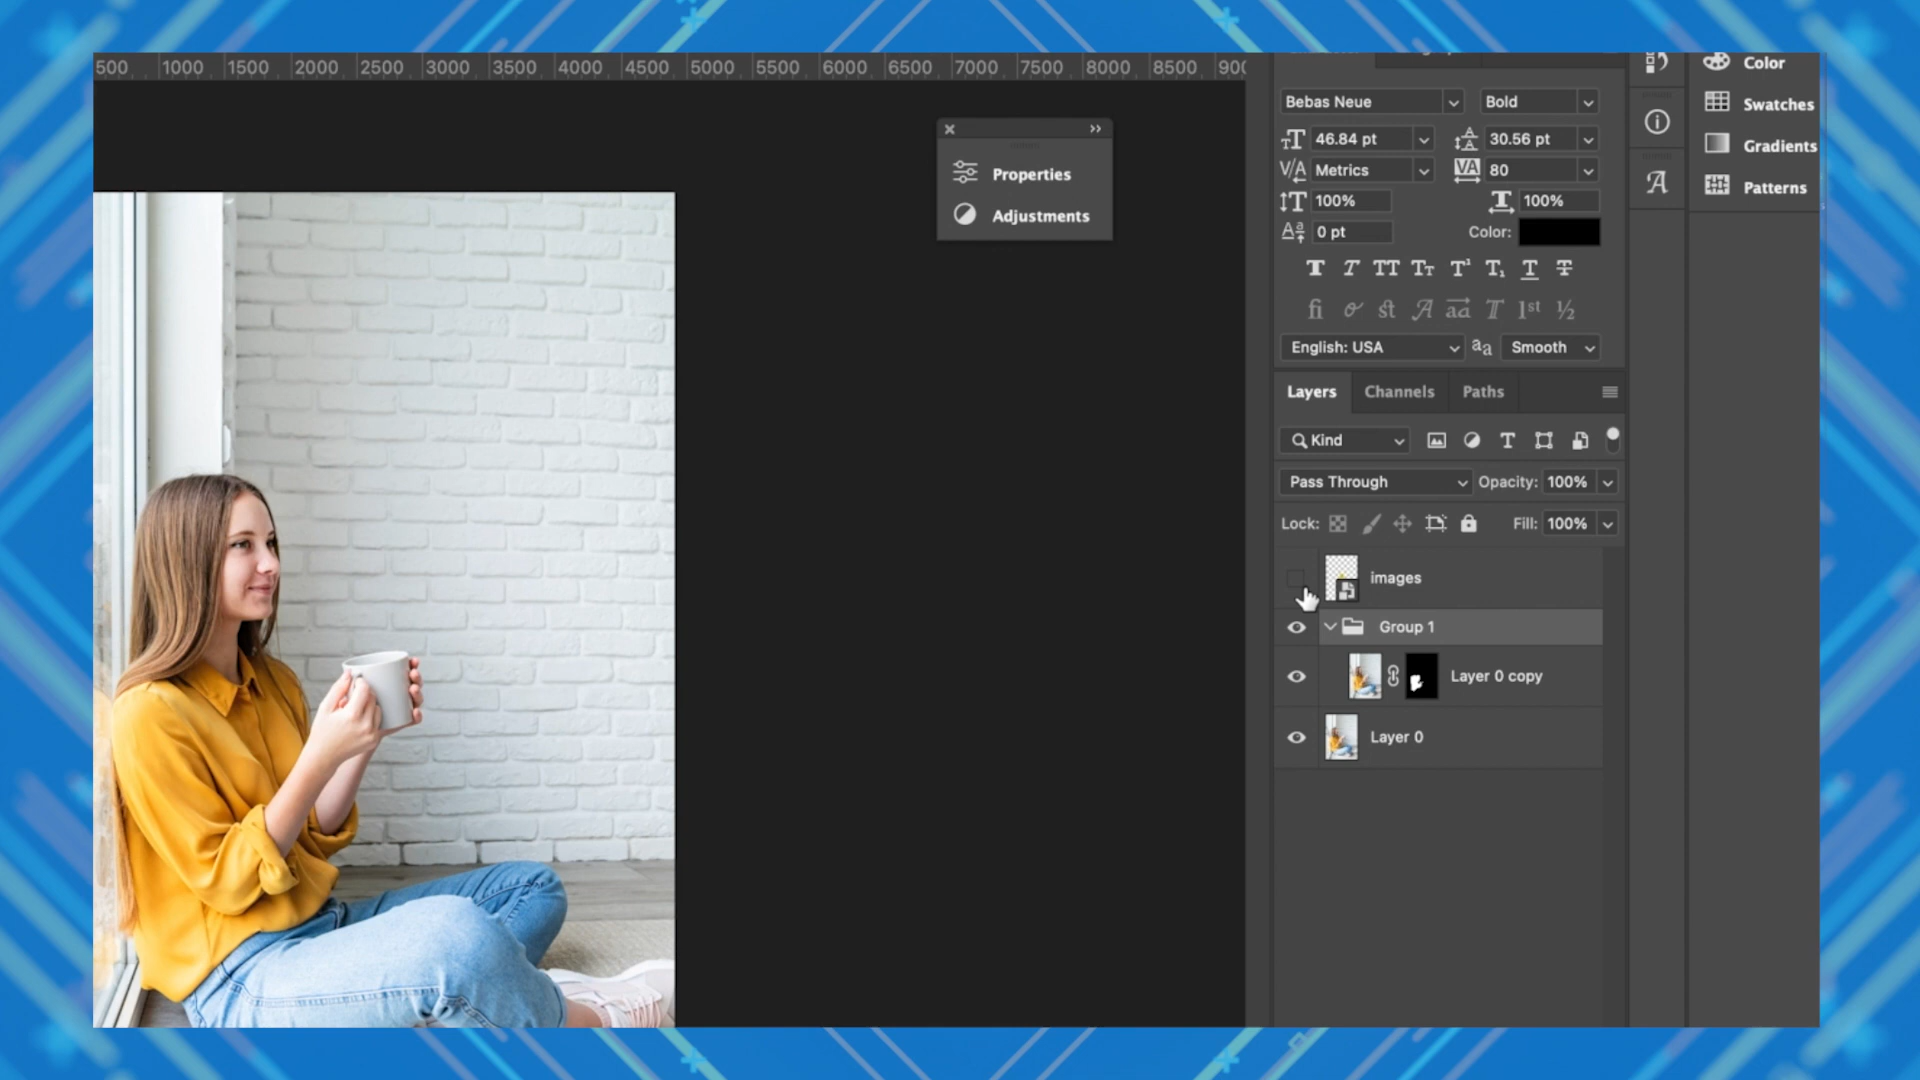 500 1000 1500 2000 2500 3000 3500 4000 4500 5000 5500 6000 6500 7000 7500 8000 8500
Properties
Adjustments
Bebas Neue Bold
46.84 pt 30.56 pt
Metrics 80
100% 100%
0 pt Color:
English: USA Smooth
Layers Channels Paths
Kind
Pass Through Opacity: 100%
Lock: Fill: 100%
images
Group 1
Layer 0 copy
Layer 0
Color
Swatches
Gradients
Patterns